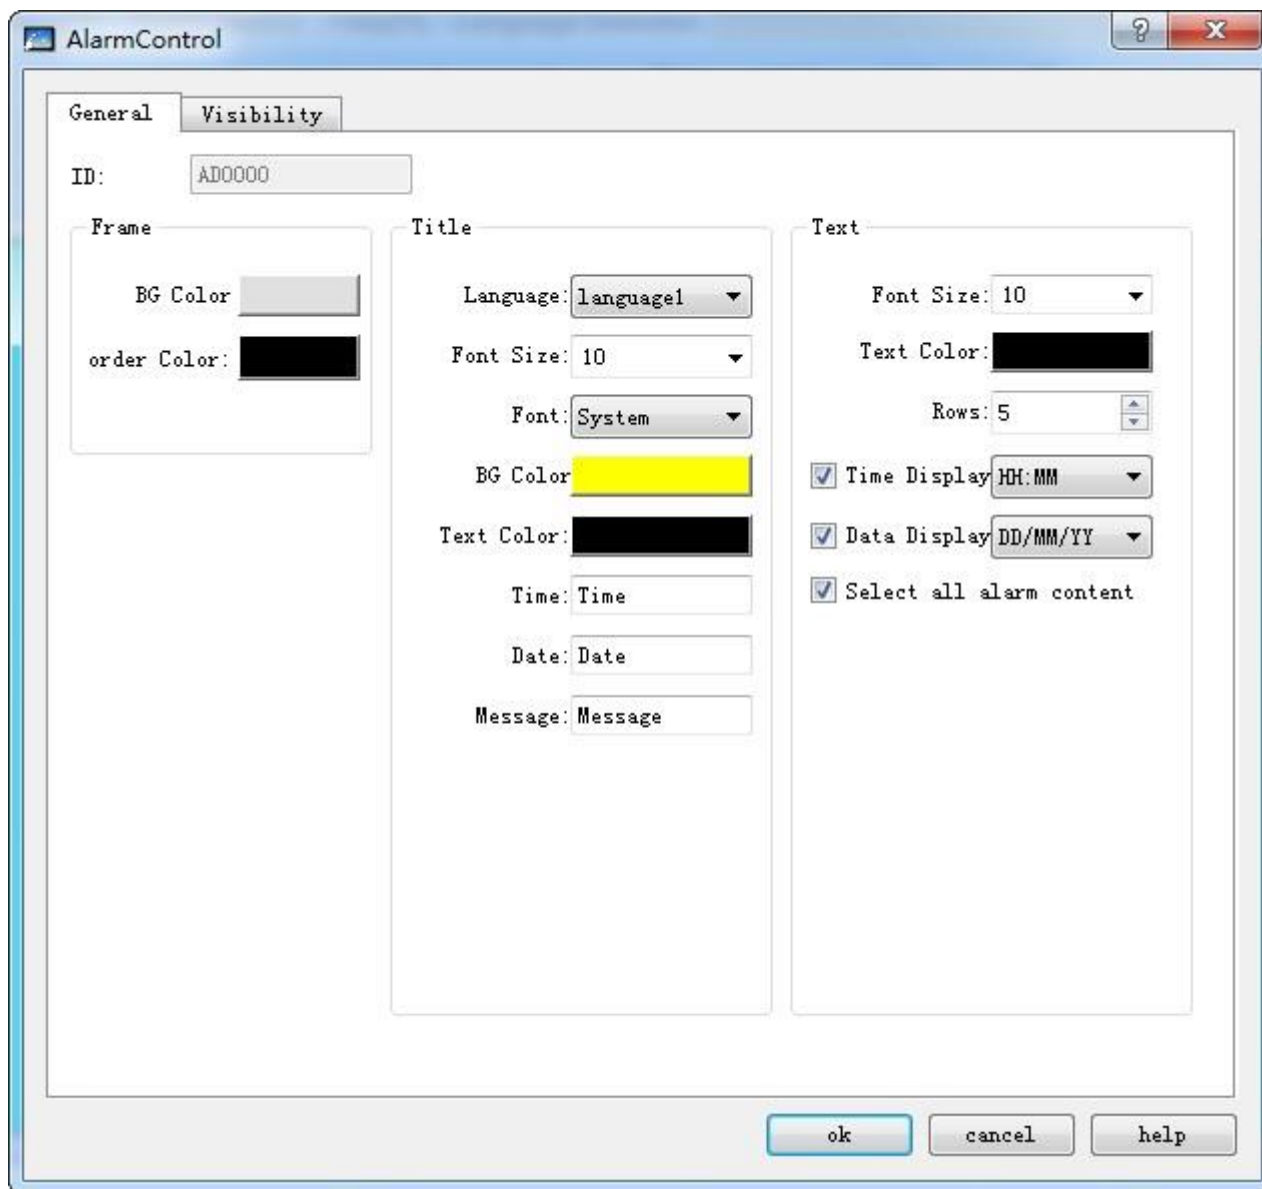 AlarmControl
General
Visibility
ID:
AD0000
Frame
BG Color
order Color:
Title
Language: language1
Font Size: 10
Font: System
BG Color
Text Color:
Time: Time
Date: Date
Message: Message
Text
Font Size: 10
Text Color:
Rows: 5
Time Display HH:MM
Data Display DD/MM/YY
Select all alarm content
ok
cancel
help